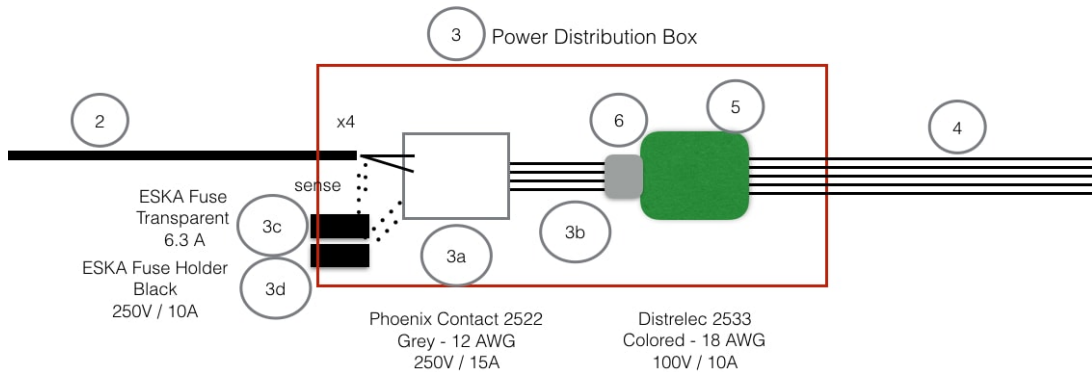 3 Power Distribution Box
2
x4
6
5
4
sense
ESKA Fuse
Transparent
6.3 A
3c
3b
3a
ESKA Fuse Holder
Black
250V / 10A
3d
Phoenix Contact 2522
Grey - 12 AWG
250V / 15A
Distrelec 2533
Colored - 18 AWG
100V / 10A